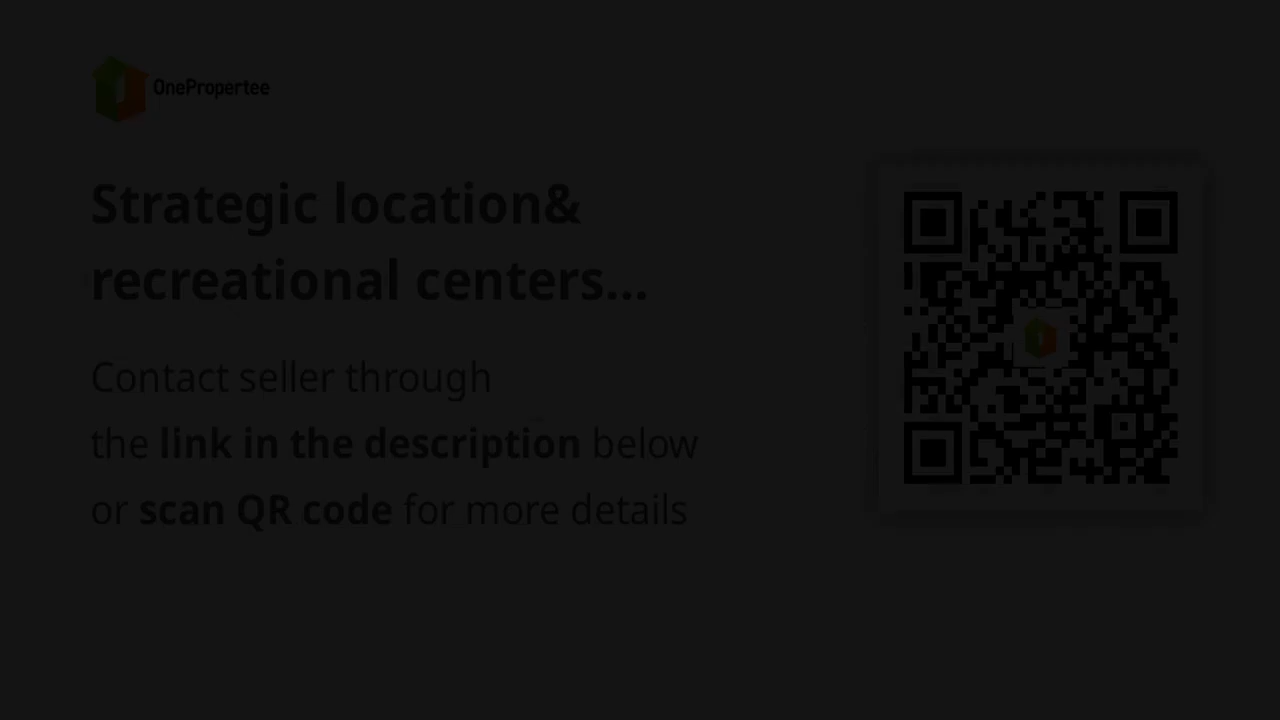 OnePropertee
Strategic location&
recreational centers...
Contact seller through
the link in the description below
or scan QR code for more details